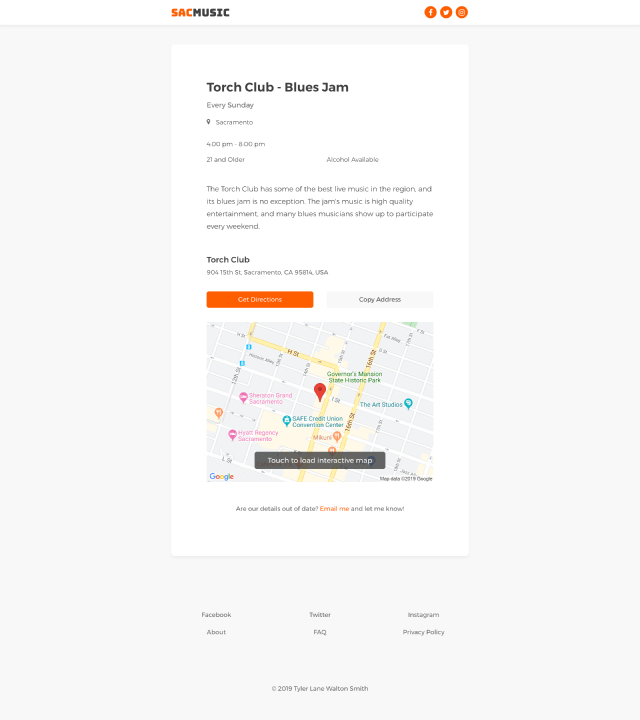 SACMUSIC
Torch Club - Blues Jam
Every Sunday
Sacramento
4:00 pm - 8:00 pm
21 and Older
Alcohol Available
The Torch Club has some of the best live music in the region, and
its blues jam is no exception. The jam's music is high quality
entertainment, and many blues musicians show up to participate
every weekend.
Torch Club
904 15th St, Sacramento, CA 95814, USA
Get Directions
Copy Address
H St
16th St
Governor's Mansion
State Historic Park
Sheraton Grand
Sacramento
The Art Studios
I St
SAFE Credit Union
Convention Center
16th St
Hyatt Regency
Sacramento
Mikuni
Touch to load interactive map
Google
Map data ©2019 Google
Are our details out of date? Email me and let me know!
Facebook
Twitter
Instagram
About
FAQ
Privacy Policy
© 2019 Tyler Lane Walton Smith